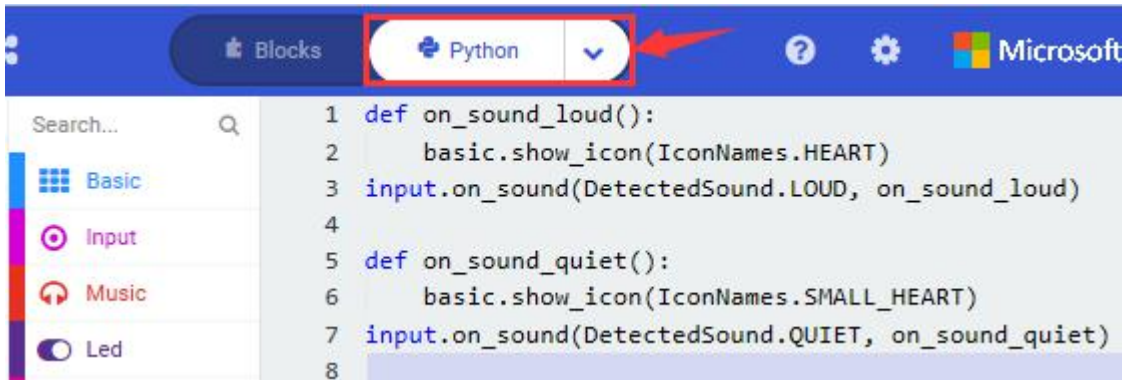 Blocks
Python
Microsoft
Search...
Basic
Input
Music
Led
1 def on_sound_loud():
2     basic.show_icon(IconNames.HEART)
3 input.on_sound(DetectedSound.LOUD, on_sound_loud)
4
5 def on_sound_quiet():
6     basic.show_icon(IconNames.SMALL_HEART)
7 input.on_sound(DetectedSound.QUIET, on_sound_quiet)
8